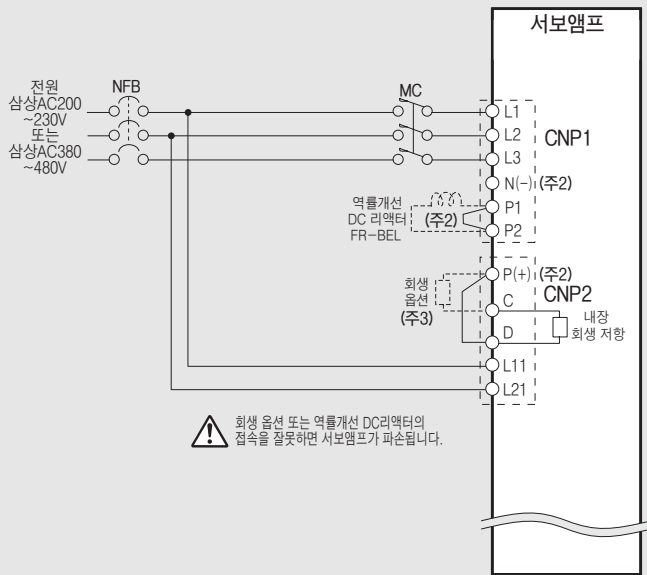 서보앰프
전원
삼상AC200
~230V
또는
삼상AC380
~480V
NFB
MC
L1
L2
L3
CNP1
N(−) (주2)
역률개선
DC 리액터
FR−BEL
(주2)
P1
P2
P(+) (주2)
CNP2
회생
옵션
(주3)
C
D
내장
회생 저항
L11
L21
회생 옵션 또는 역률개선 DC리액터의
접속을 잘못하면 서보앰프가 파손됩니다.